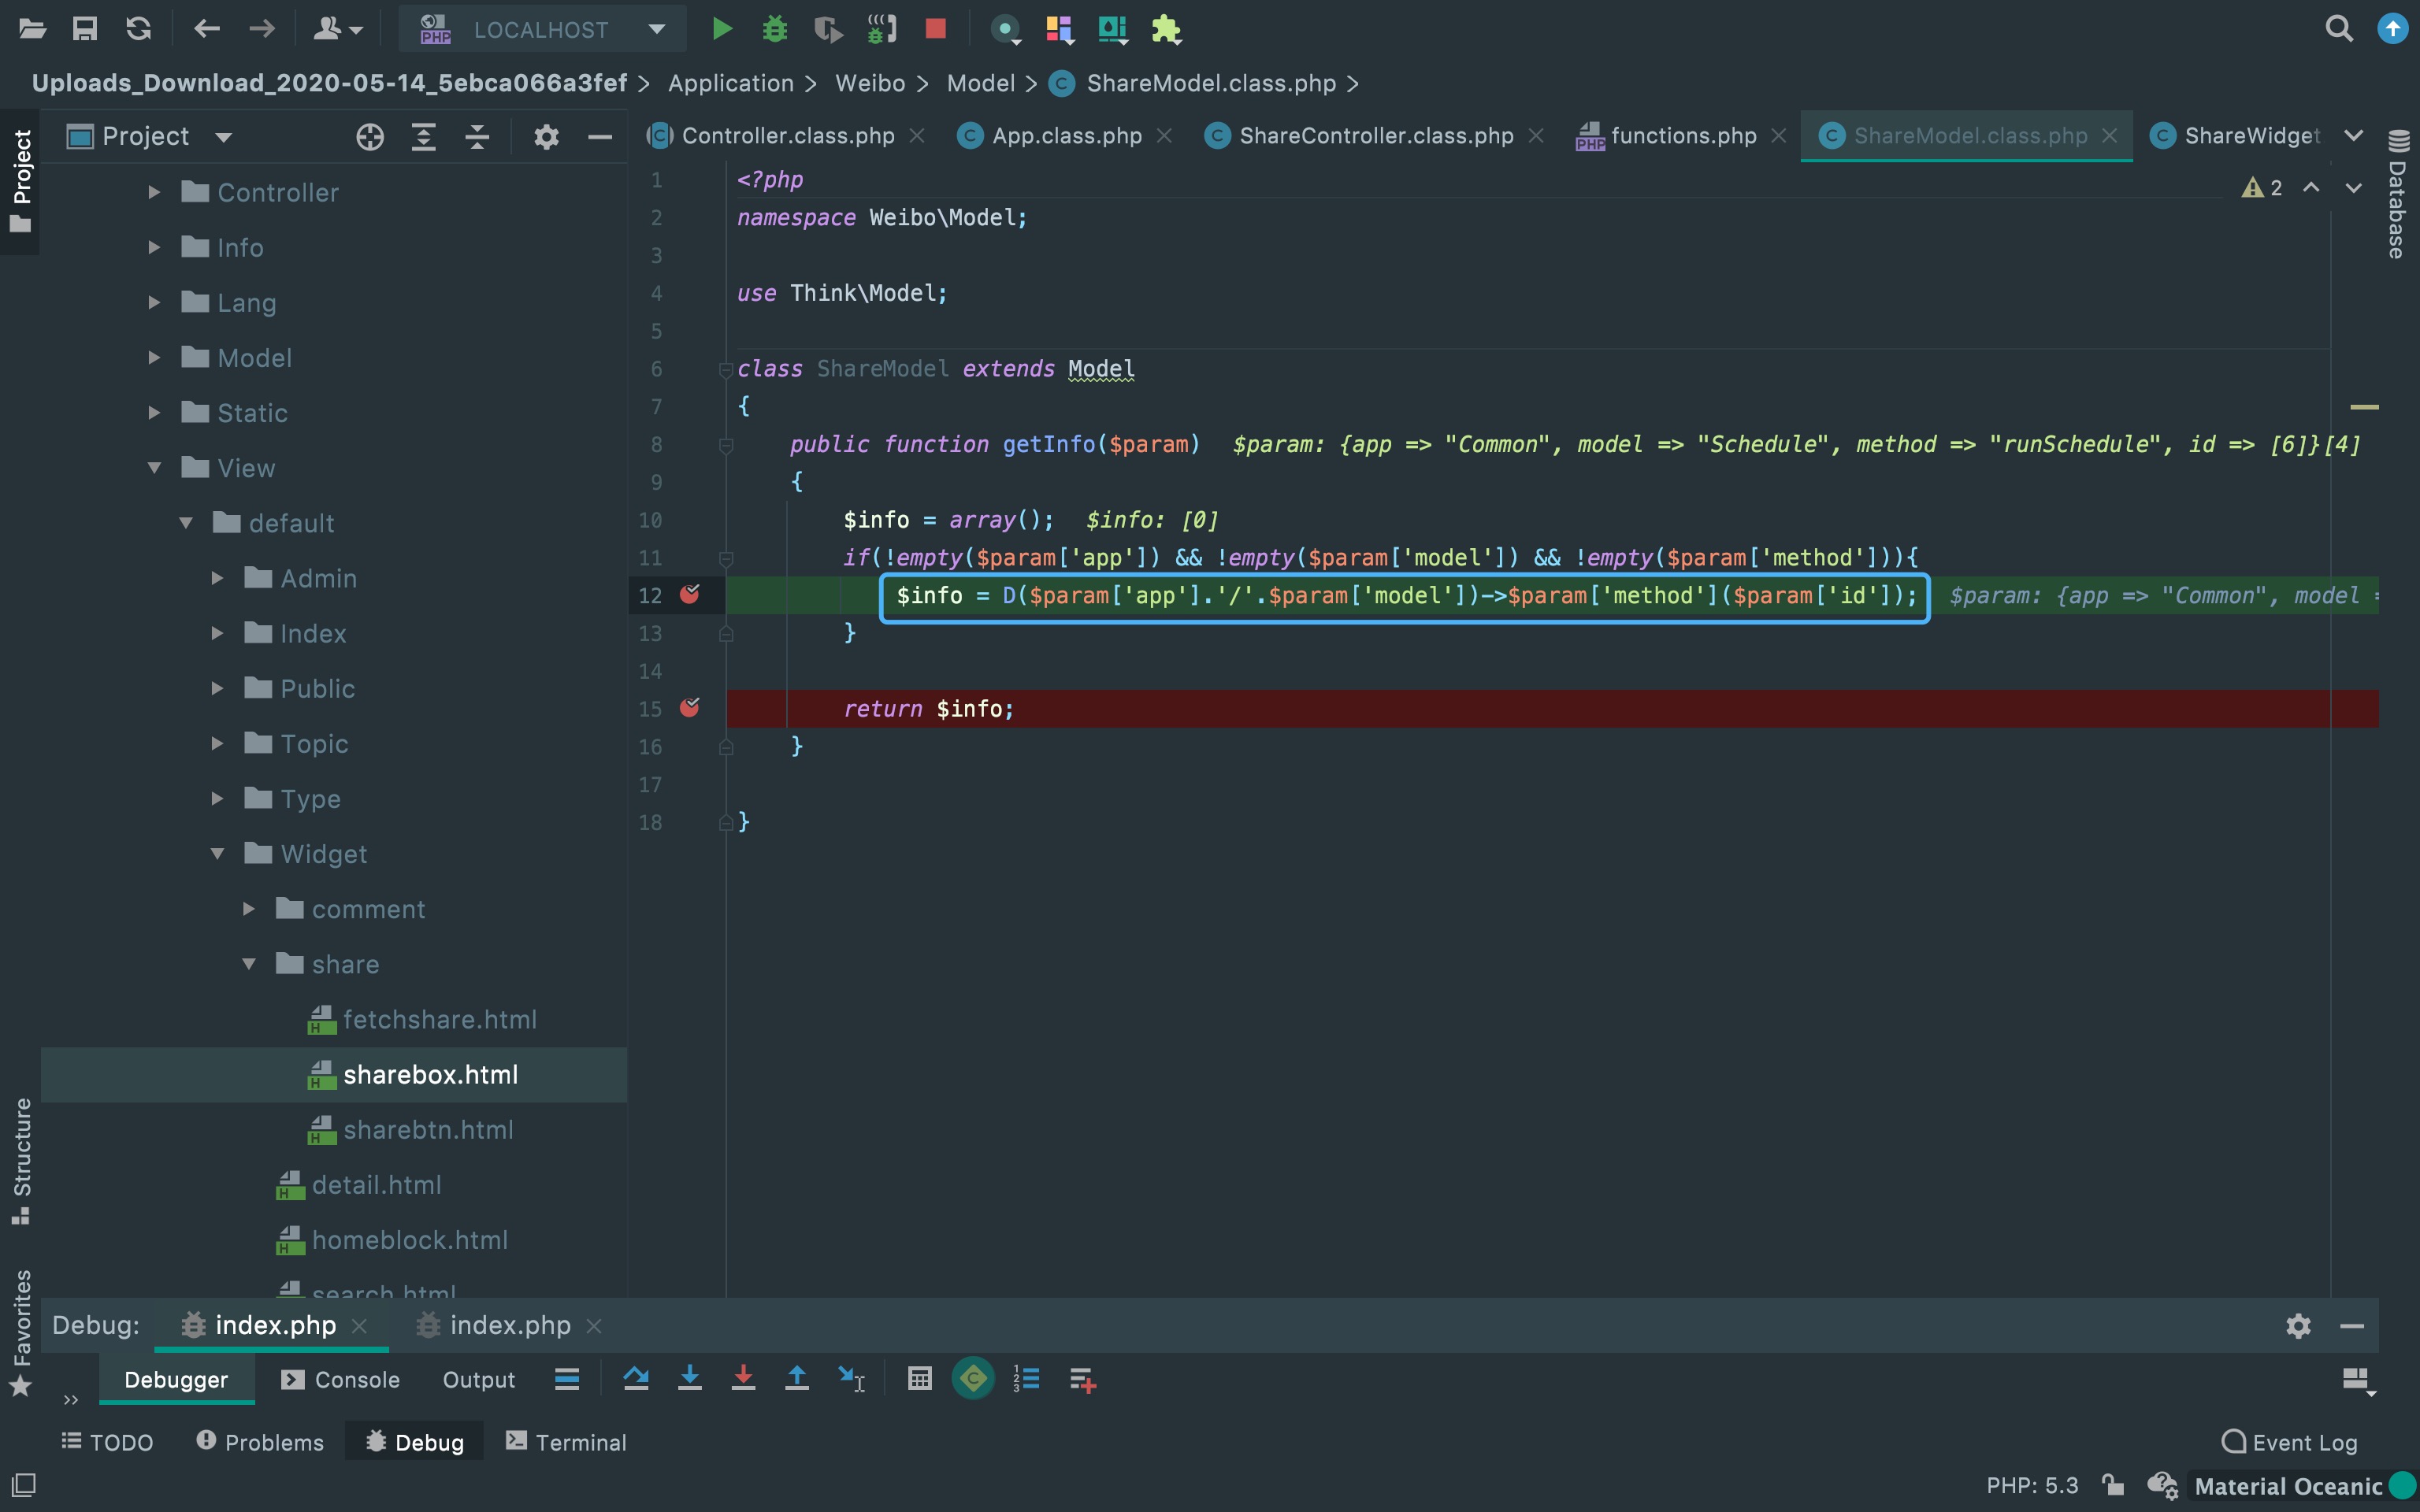 LOCALHOST
Uploads_Download_2020-05-14_5ebca066a3fef > Application > Weibo > Model > ShareModel.class.php >
Project
Project
Structure
Favorites
Database
Controller.class.php
App.class.php
ShareController.class.php
functions.php
ShareModel.class.php
ShareWidget
Controller
Info
Lang
Model
Static
View
default
Admin
Index
Public
Topic
Type
Widget
comment
share
fetchshare.html
sharebox.html
sharebtn.html
detail.html
homeblock.html
search.html
2
1 <?php
2 namespace Weibo\Model;
3
4 use Think\Model;
5
6 class ShareModel extends Model
7 {
8 public function getInfo($param) $param: {app => "Common", model => "Schedule", method => "runSchedule", id => [6]}[4]
9 {
10 $info = array(); $info: [0]
11 if(!empty($param['app']) && !empty($param['model']) && !empty($param['method'])){
12 $info = D($param['app'].'/'.$param['model'])->$param['method']($param['id']); $param: {app => "Common", model =
13 }
14
15 return $info;
16 }
17
18 }
Debug: index.php index.php
Debugger Console Output
TODO Problems Debug Terminal
Event Log
PHP: 5.3 Material Oceanic